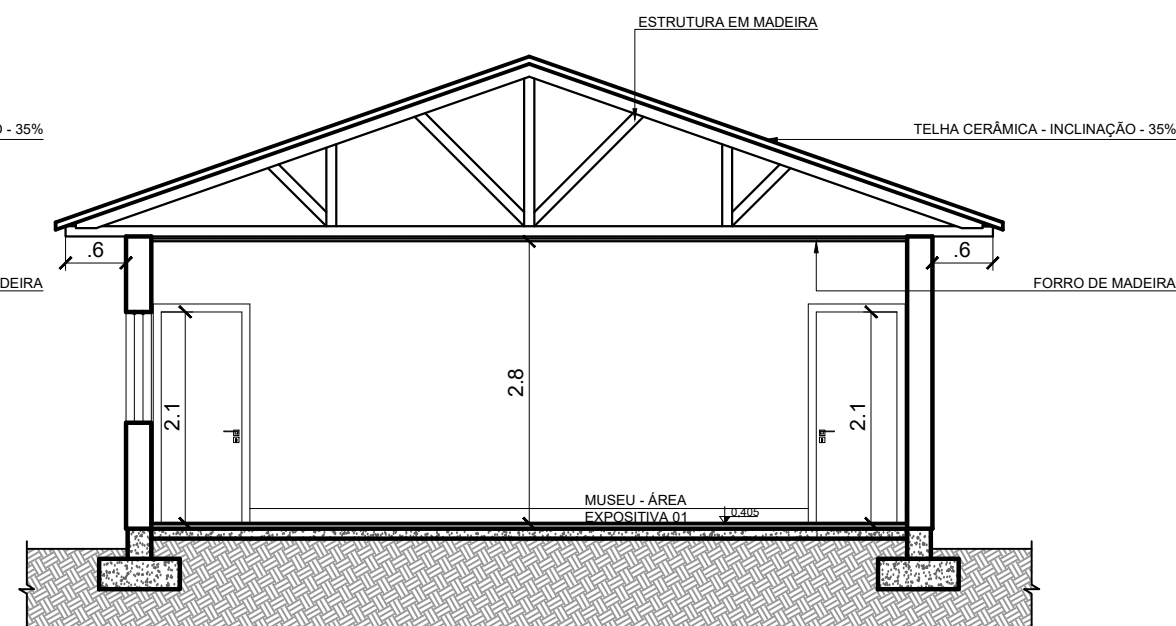 ESTRUTURA EM MADEIRA
O - 35%
TELHA CERÂMICA - INCLINAÇÃO - 35%
.6
.6
DEIRA
FORRO DE MADEIRA
2.8
2.1
2.1
MUSEU - ÁREA
EXPOSITIVA 01
0,405